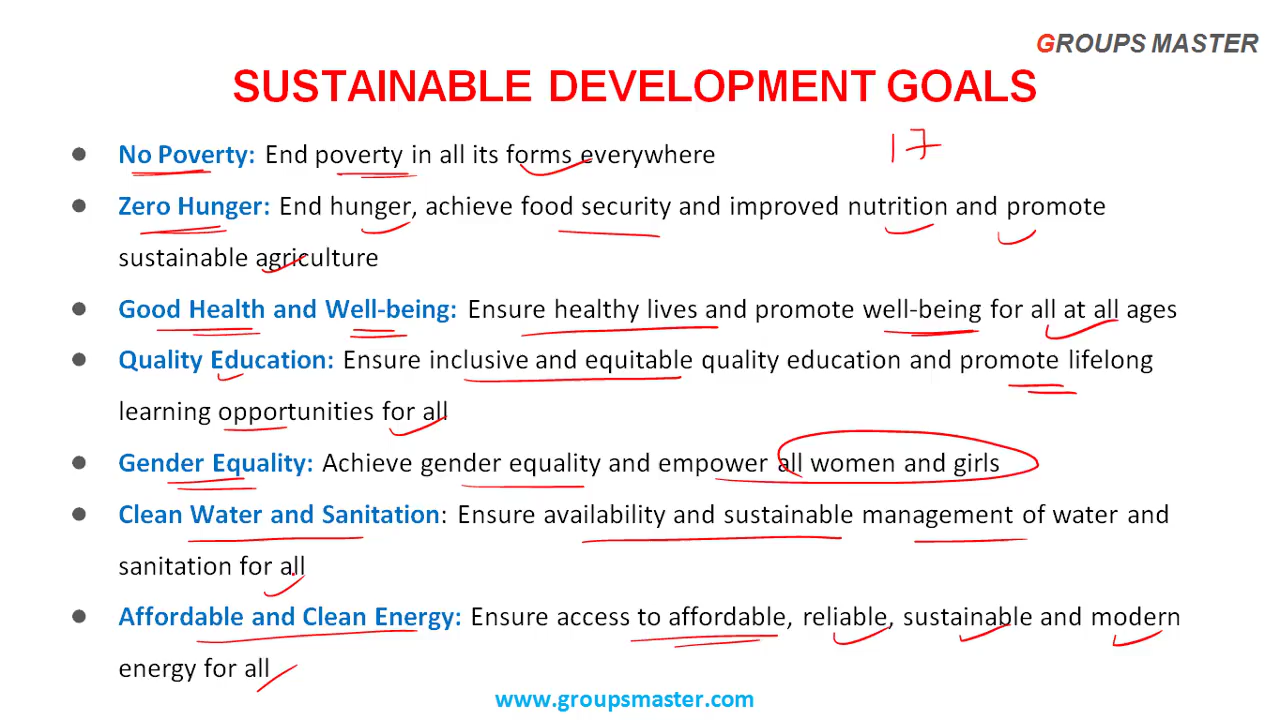 GROUPS MASTER
SUSTAINABLE DEVELOPMENT GOALS
17
● No Poverty: End poverty in all its forms everywhere
● Zero Hunger: End hunger, achieve food security and improved nutrition and promote
sustainable agriculture
● Good Health and Well-being: Ensure healthy lives and promote well-being for all at all ages
● Quality Education: Ensure inclusive and equitable quality education and promote lifelong
learning opportunities for all
● Gender Equality: Achieve gender equality and empower all women and girls
● Clean Water and Sanitation: Ensure availability and sustainable management of water and
sanitation for all
● Affordable and Clean Energy: Ensure access to affordable, reliable, sustainable and modern
energy for all
www.groupsmaster.com